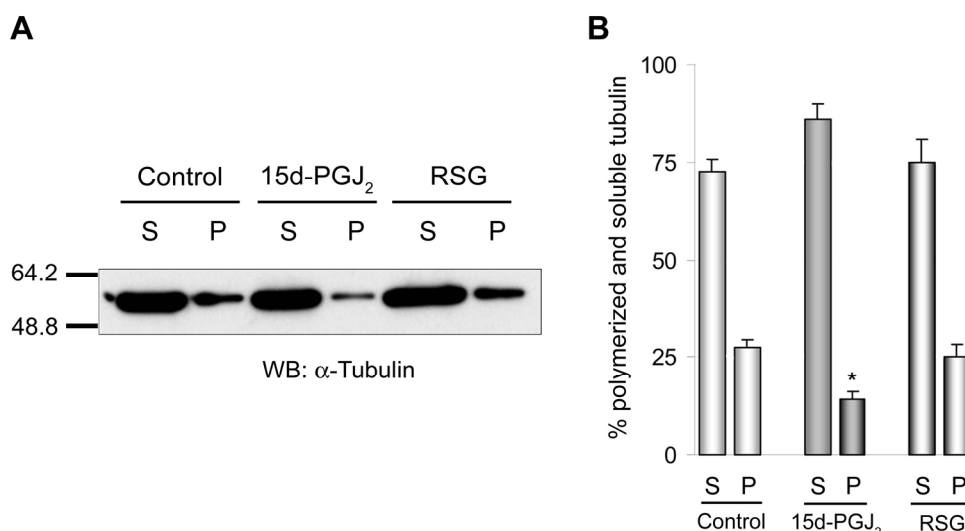 A
Control 15d-PGJ₂ RSG
S P S P S P
64.2
48.8
WB: α-Tubulin
B
% polymerized and soluble tubulin
100
75
50
25
0
*
S P S P S P
Control 15d-PGJ₂ RSG